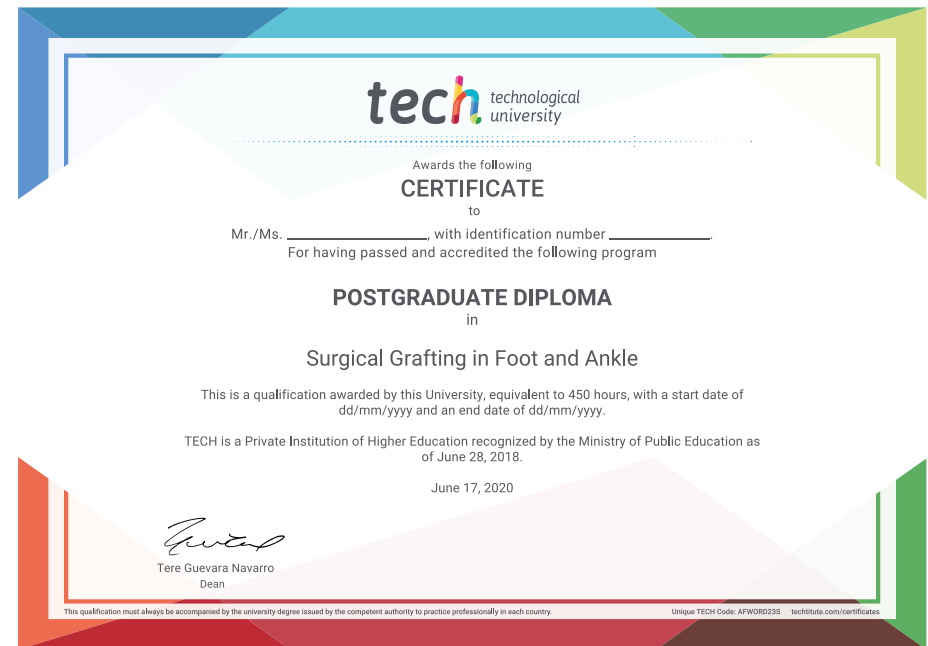 tech technological
university
Awards the following
CERTIFICATE
to
Mr./Ms. ____________________, with identification number ______________.
For having passed and accredited the following program
POSTGRADUATE DIPLOMA
in
Surgical Grafting in Foot and Ankle
This is a qualification awarded by this University, equivalent to 450 hours, with a start date of
dd/mm/yyyy and an end date of dd/mm/yyyy.
TECH is a Private Institution of Higher Education recognized by the Ministry of Public Education as
of June 28, 2018.
June 17, 2020
Tere Guevara Navarro
Dean
This qualification must always be accompanied by the university degree issued by the competent authority to practice professionally in each country. Unique TECH Code: AFWORD23S techtitute.com/certificates